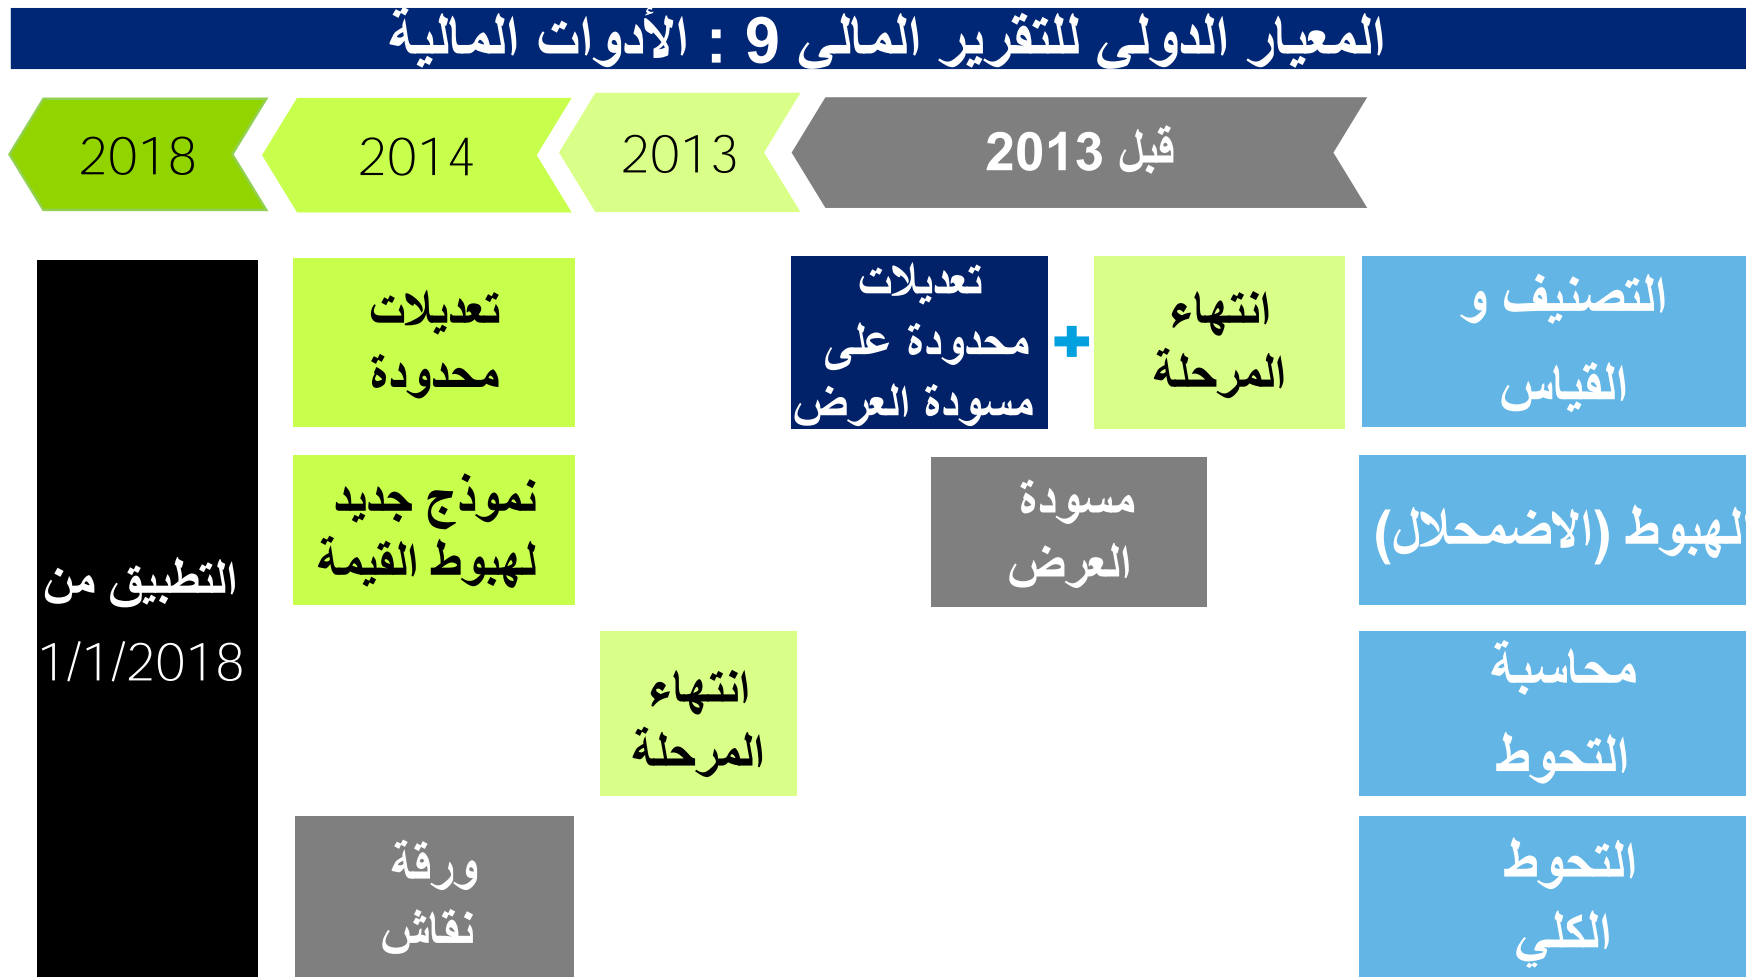 المعيار الدولى للتقرير المالى 9 : الأدوات المالية
قبل 2013
2013
2014
2018
التصنيف و
القياس
انتهاء
المرحلة
+
تعديلات
محدودة على
مسودة العرض
تعديلات
محدودة
الهبوط (الاضمحلال)
مسودة
العرض
نموذج جديد
لهبوط القيمة
محاسبة
التحوط
انتهاء
المرحلة
التحوط
الكلي
ورقة
نقاش
التطبيق من
1/1/2018